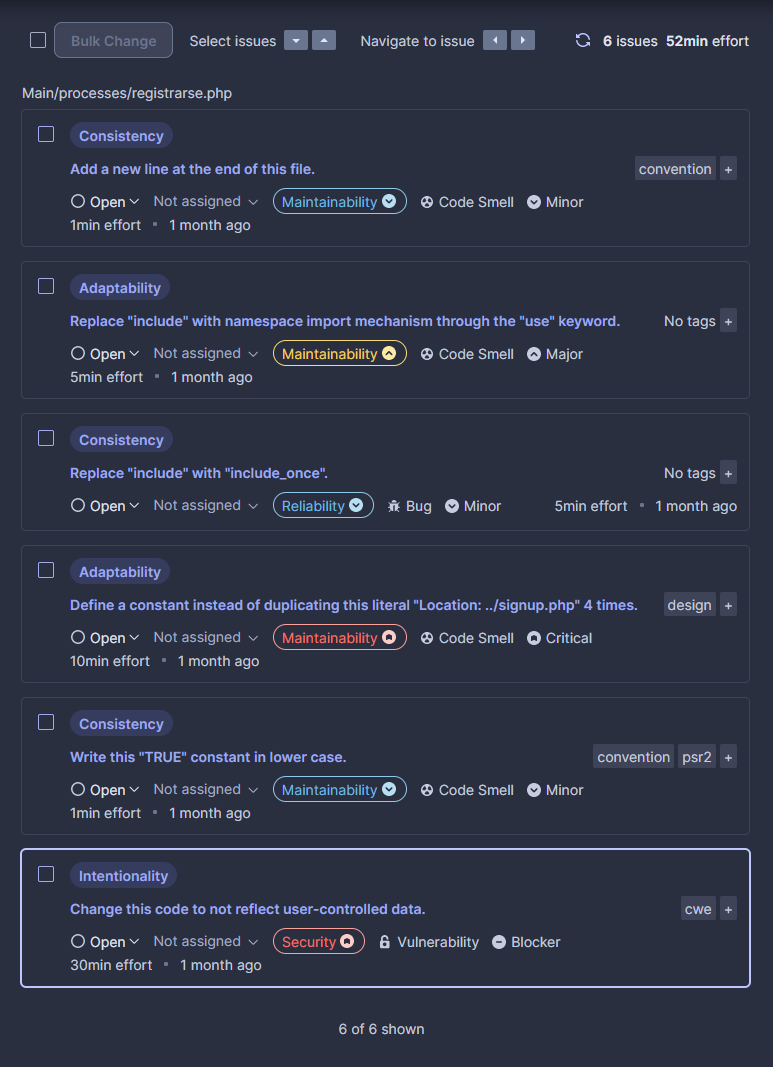 Bulk Change Select issues Navigate to issue 6 issues 52min effort
Main/processes/registrarse.php
Consistency
Add a new line at the end of this file. convention +
Open Not assigned Maintainability Code Smell Minor
1min effort • 1 month ago
Adaptability
Replace "include" with namespace import mechanism through the "use" keyword. No tags +
Open Not assigned Maintainability Code Smell Major
5min effort • 1 month ago
Consistency
Replace "include" with "include_once". No tags +
Open Not assigned Reliability Bug Minor 5min effort • 1 month ago
Adaptability
Define a constant instead of duplicating this literal "Location: ../signup.php" 4 times. design +
Open Not assigned Maintainability Code Smell Critical
10min effort • 1 month ago
Consistency
Write this "TRUE" constant in lower case. convention psr2 +
Open Not assigned Maintainability Code Smell Minor
1min effort • 1 month ago
Intentionality
Change this code to not reflect user-controlled data. cwe +
Open Not assigned Security Vulnerability Blocker
30min effort • 1 month ago
6 of 6 shown